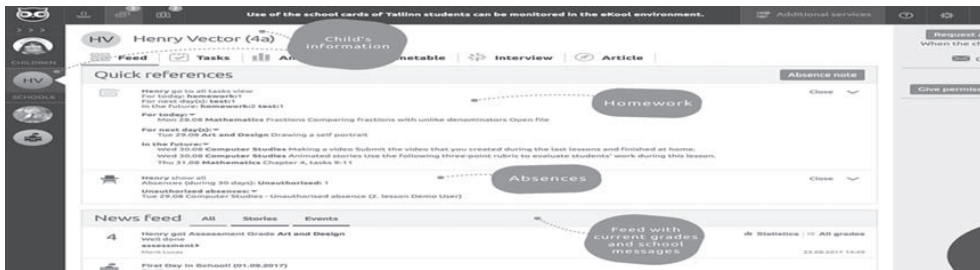 Use of the school cards of Tallinn students can be monitored in the eKool environment.
Additional services
> > >
CHILDREN
HV
SCHOOLS
HV Henry Vector (4a)
Child's
information
Feed
Tasks
Interview
Article
Request
When the ch
Give permiss
Quick references
Absence note
Henry go to all tasks view
For today: homework:1
For next day(s): test:1
In the future: homework:2 test:1
Homework
Close
For today:
Mon 29.08 Mathematics Fractions Comparing fractions with unlike denominators Open file
For next day(s):
Tue 29.08 Art and Design Drawing a self portrait
In the future:
Wed 30.08 Computer Studies Making a video Submit the video that you created during the last lessons and finished at home.
Wed 30.08 Computer Studies Animated stories Use the following three-point rubric to evaluate students' work during this lesson.
Thu 31.08 Mathematics Chapter 4, tasks 9-11
Henry show all
Absences (during 30 days): Unauthorised: 1
Absences
Close
Unauthorised absences:
Tue 29.08 Computer Studies - Unauthorised absence (2. lesson Demo User)
News feed All Stories Events
Feed with
current grades
and school
messages
4 Henry got Assessment Grade Art and Design
Well done
assessment
Statistics
All grades
First Day in School! (01.09.2017)